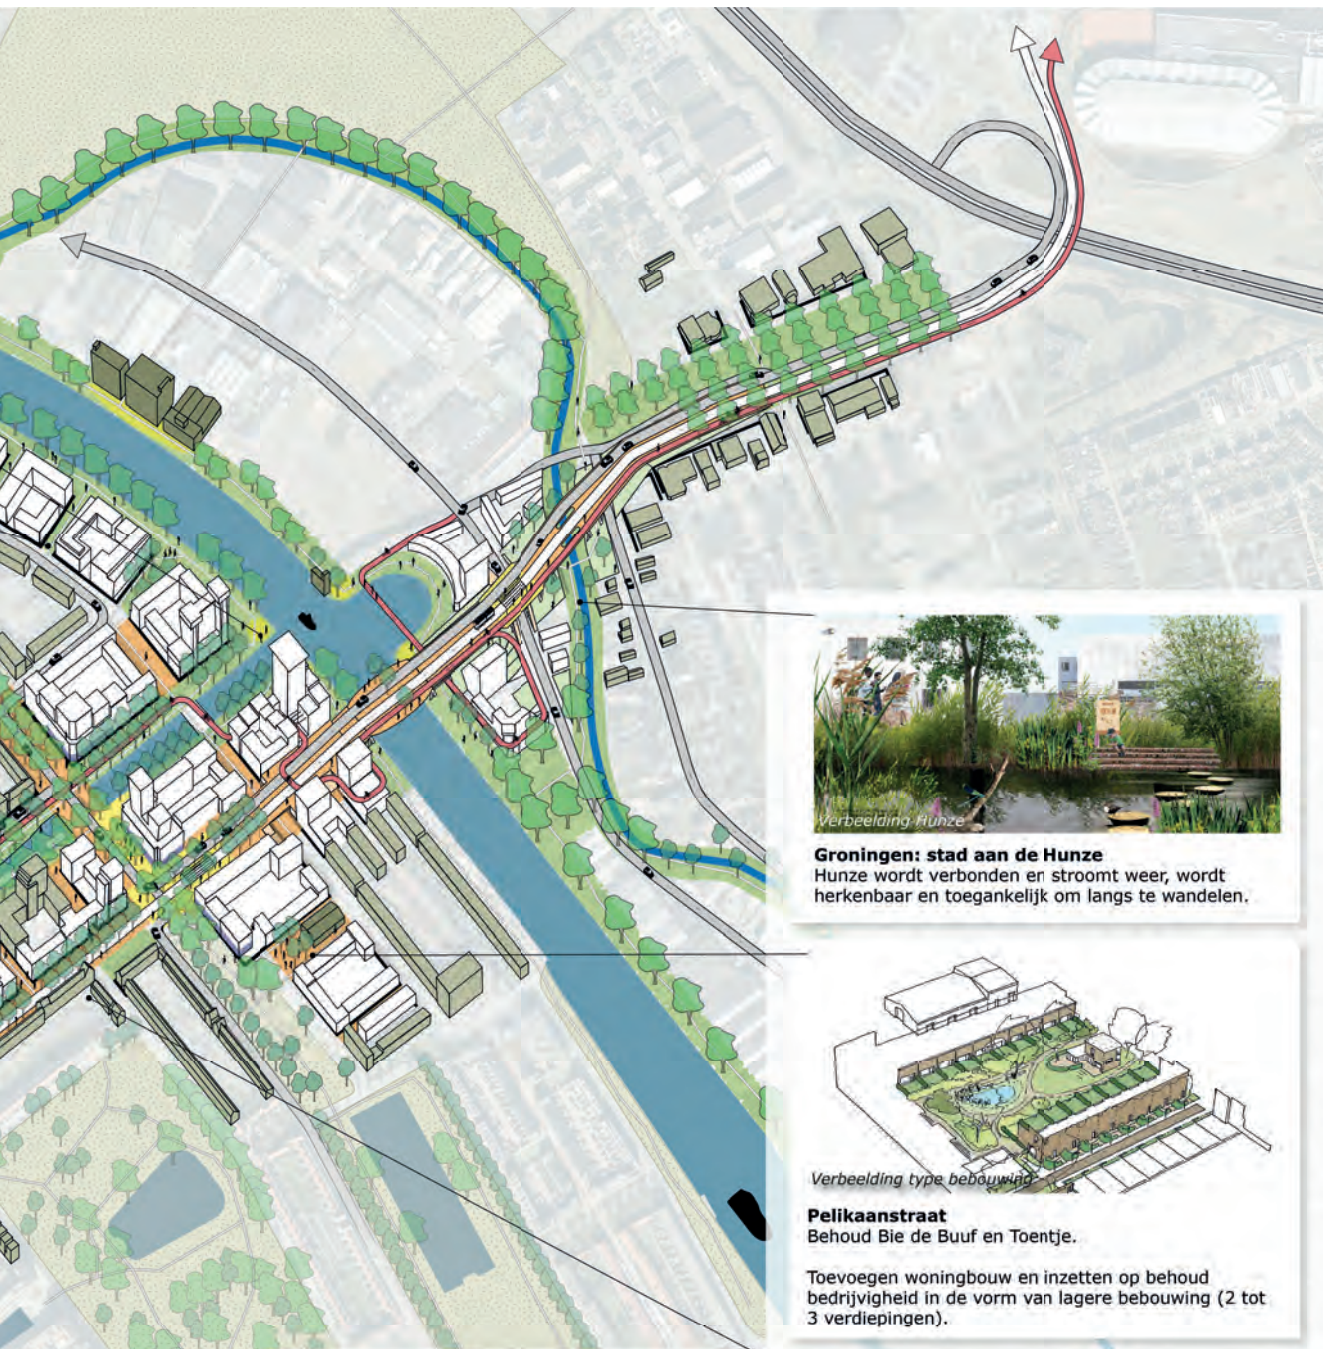 Verbeelding Hunze
Groningen: stad aan de Hunze
Hunze wordt verbonden en stroomt weer, wordt
herkenbaar en toegankelijk om langs te wandelen.
Verbeelding type bebouwing
Pelikaanstraat
Behoud Bie de Buuf en Toentje.
Toevoegen woningbouw en inzetten op behoud
bedrijvigheid in de vorm van lagere bebouwing (2 tot
3 verdiepingen).